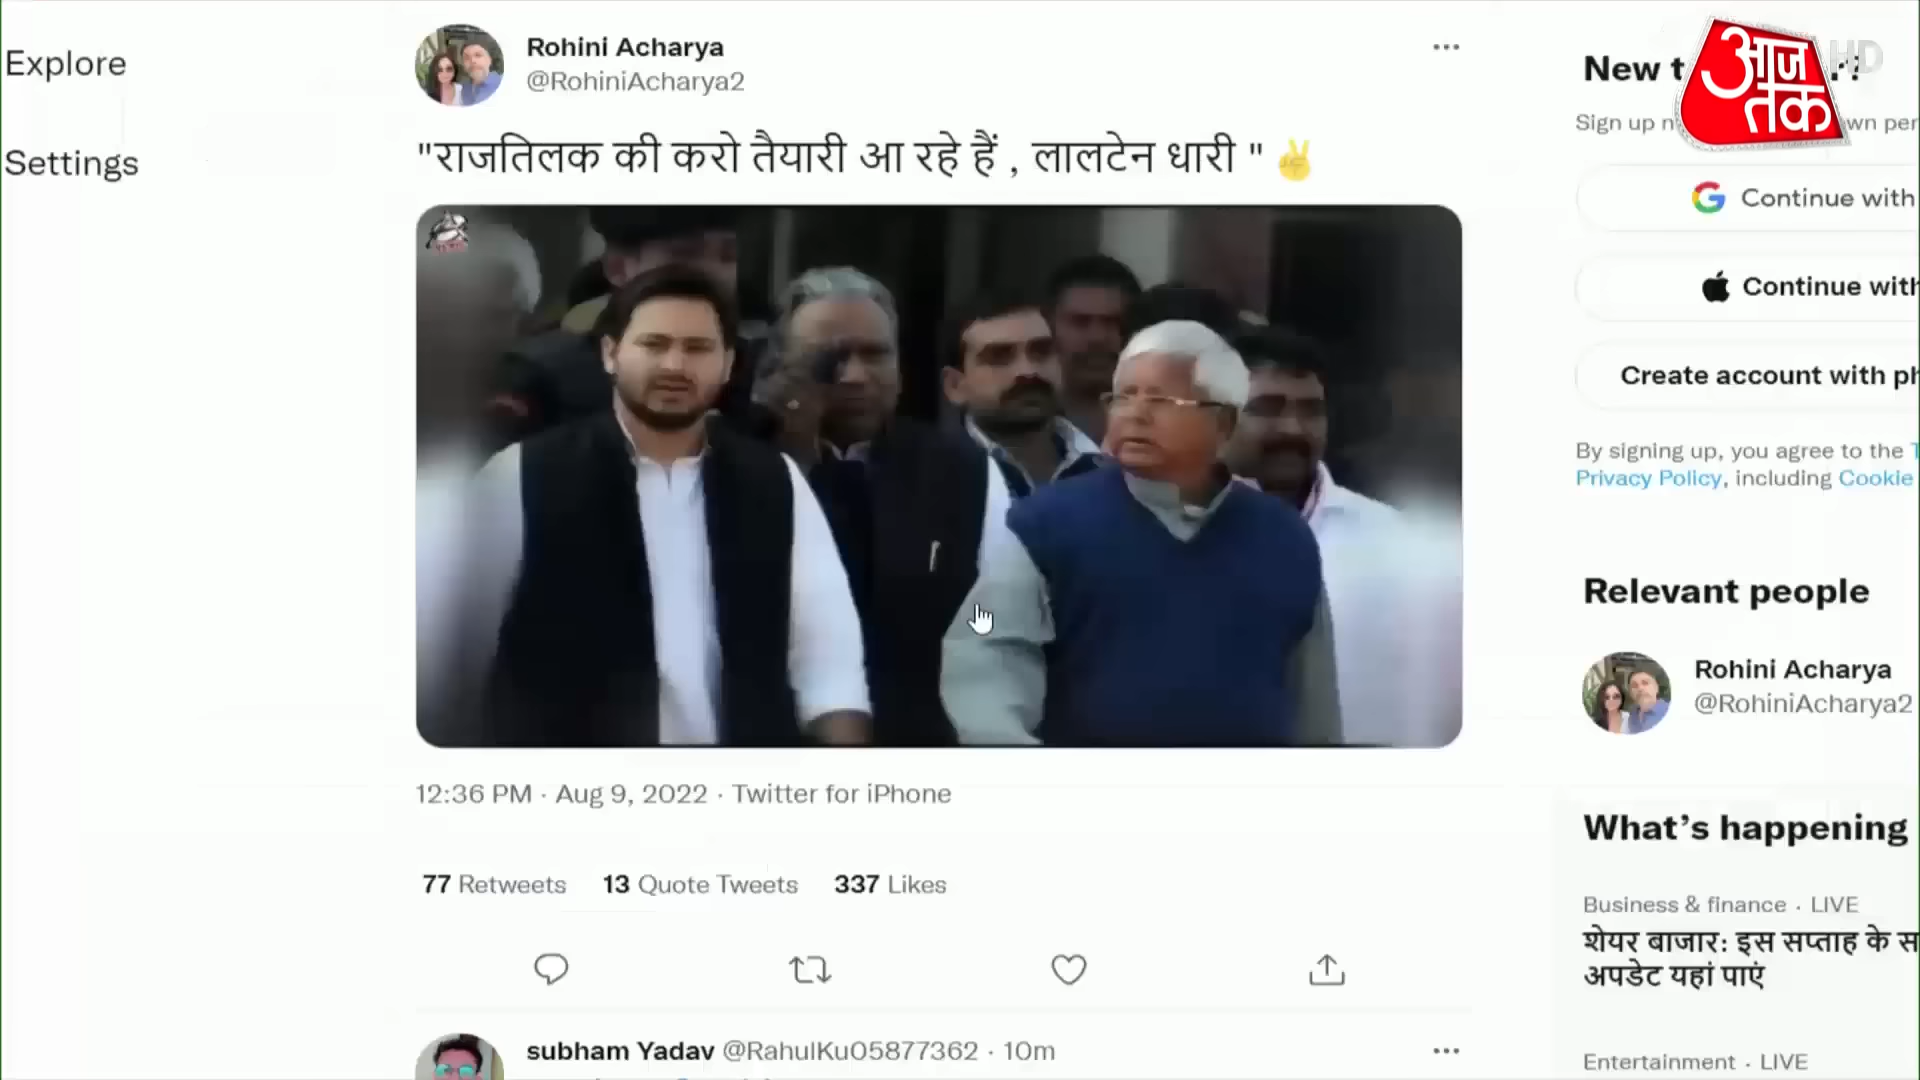 Explore
Settings
Rohini Acharya
@RohiniAcharya2
"राजतिलक की करो तैयारी आ रहे हैं , लालटेन धारी " ✌
12:36 PM · Aug 9, 2022 · Twitter for iPhone
77 Retweets 13 Quote Tweets 337 Likes
subham Yadav @RahulKu05877362 · 10m
आज
तक
HD
New
Sign up
Continue with
Continue with
Create account with
By signing up, you agree to the
Privacy Policy, including Cookie
Relevant people
Rohini Acharya
@RohiniAcharya2
What's happening
Business & finance · LIVE
शेयर बाजार: इस सप्ताह के
अपडेट यहां पाएं
Entertainment · LIVE